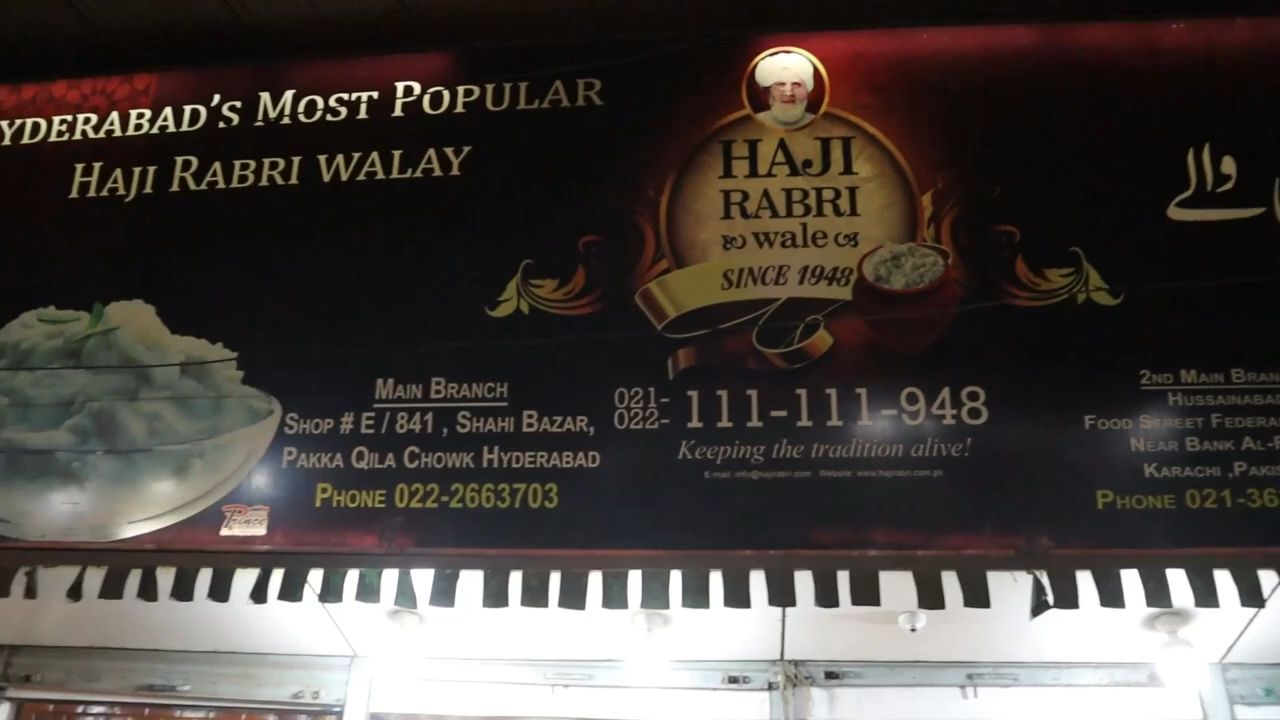 YDERABAD'S MOST POPULAR
HAJI RABRI WALAY
HAJI
RABRI
wale
SINCE 1948
والے
MAIN BRANCH
SHOP # E / 841 , SHAHI BAZAR,
PAKKA QILA CHOWK HYDERABAD
PHONE 022-2663703
Prince
021-
022- 111-111-948
Keeping the tradition alive!
E-mail: info@hajirabri.com Website: www.hajirabri.com.pk
2ND MAIN BRAN
HUSSAINABAD
FOOD STREET FEDERA
NEAR BANK AL-
KARACHI ,PAKI
PHONE 021-36